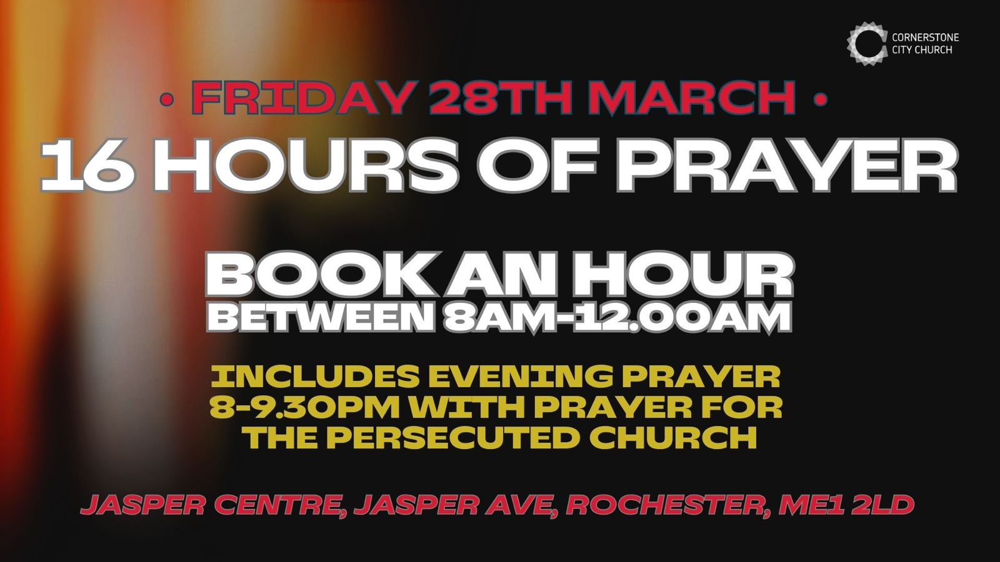 CORNERSTONE
CITY CHURCH
• FRIDAY 28TH MARCH •
16 HOURS OF PRAYER
BOOK AN HOUR
BETWEEN 8AM-12.00AM
INCLUDES EVENING PRAYER
8-9.30PM WITH PRAYER FOR
THE PERSECUTED CHURCH
JASPER CENTRE, JASPER AVE, ROCHESTER, ME1 2LD